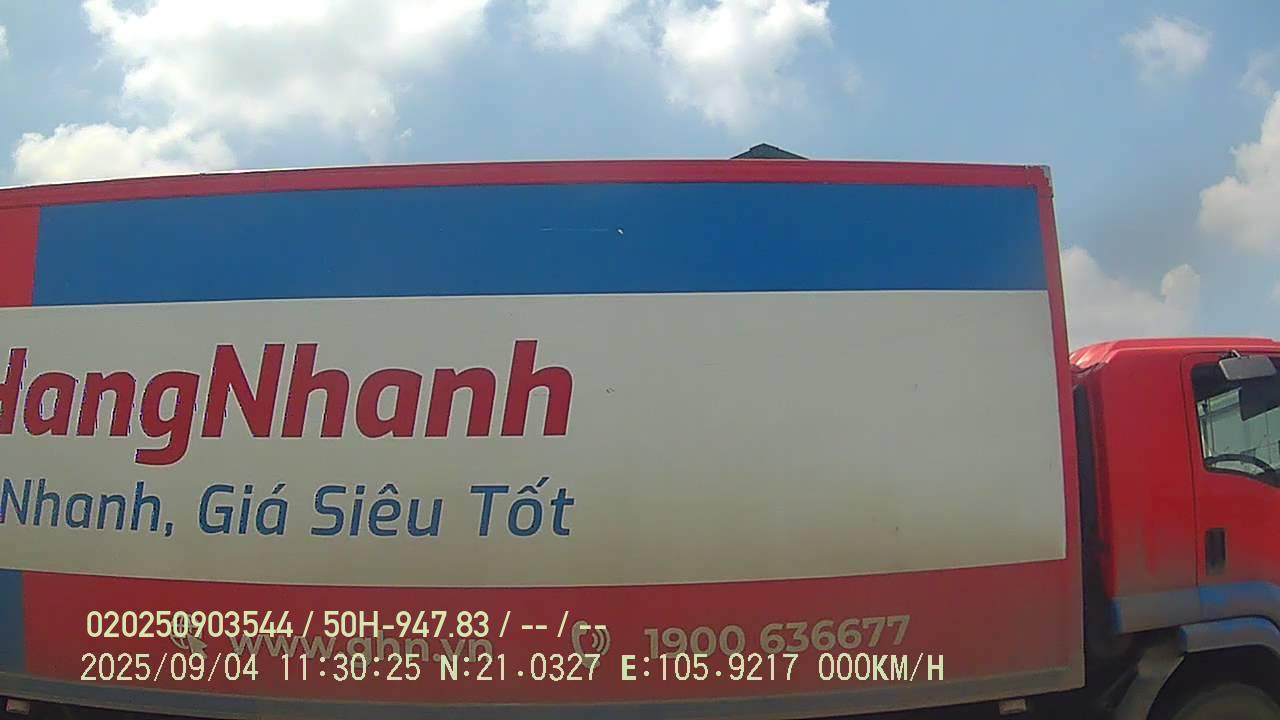 HangNhanh
Nhanh, Giá Siêu Tốt
www.ghn.vn 1900 636677
020250903544 / 50H-947.83 / -- / --
2025/09/04 11:30:25 N:21.0327 E:105.9217 000KM/H